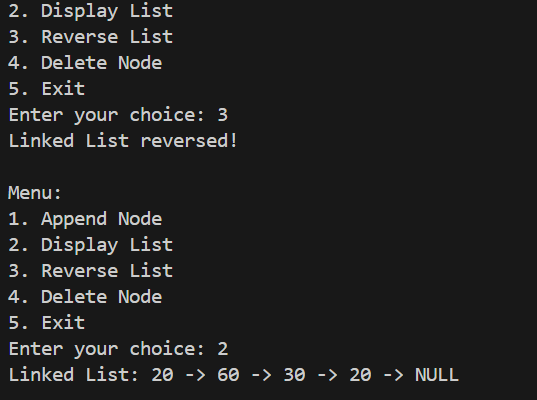 2. Display List
3. Reverse List
4. Delete Node
5. Exit
Enter your choice: 3
Linked List reversed!

Menu:
1. Append Node
2. Display List
3. Reverse List
4. Delete Node
5. Exit
Enter your choice: 2
Linked List: 20 -> 60 -> 30 -> 20 -> NULL